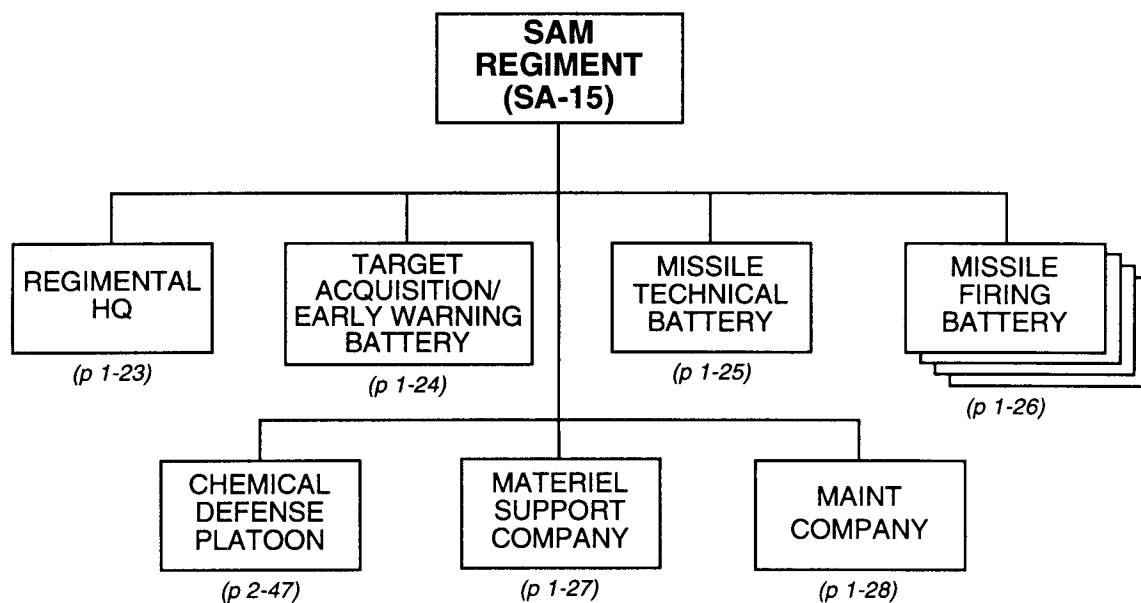 SAM
REGIMENT
(SA-15)
REGIMENTAL
HQ
(p 1-23)
TARGET
ACQUISITION/
EARLY WARNING
BATTERY
(p 1-24)
MISSILE
TECHNICAL
BATTERY
(p 1-25)
MISSILE
FIRING
BATTERY
(p 1-26)
CHEMICAL
DEFENSE
PLATOON
(p 2-47)
MATERIEL
SUPPORT
COMPANY
(p 1-27)
MAINT
COMPANY
(p 1-28)